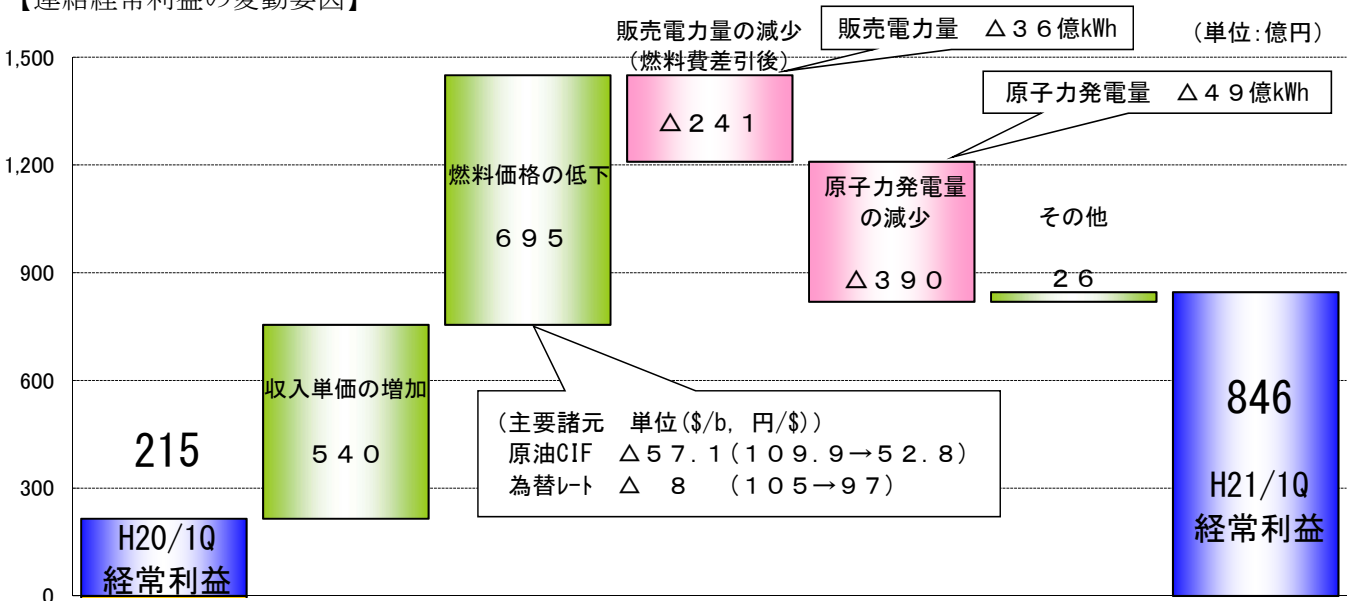 【連結経常利益の変動要因】
(単位:億円)
1,500
1,200
900
600
300
0
215
H20/1Q
経常利益
収入単価の増加
540
燃料価格の低下
695
(主要諸元 単位($/b, 円/$))
原油CIF △57.1(109.9→52.8)
為替レート △ 8 (105→97)
販売電力量の減少
(燃料費差引後)
販売電力量 △36億kWh
△241
原子力発電量 △49億kWh
原子力発電量
の減少
△390
その他
26
846
H21/1Q
経常利益